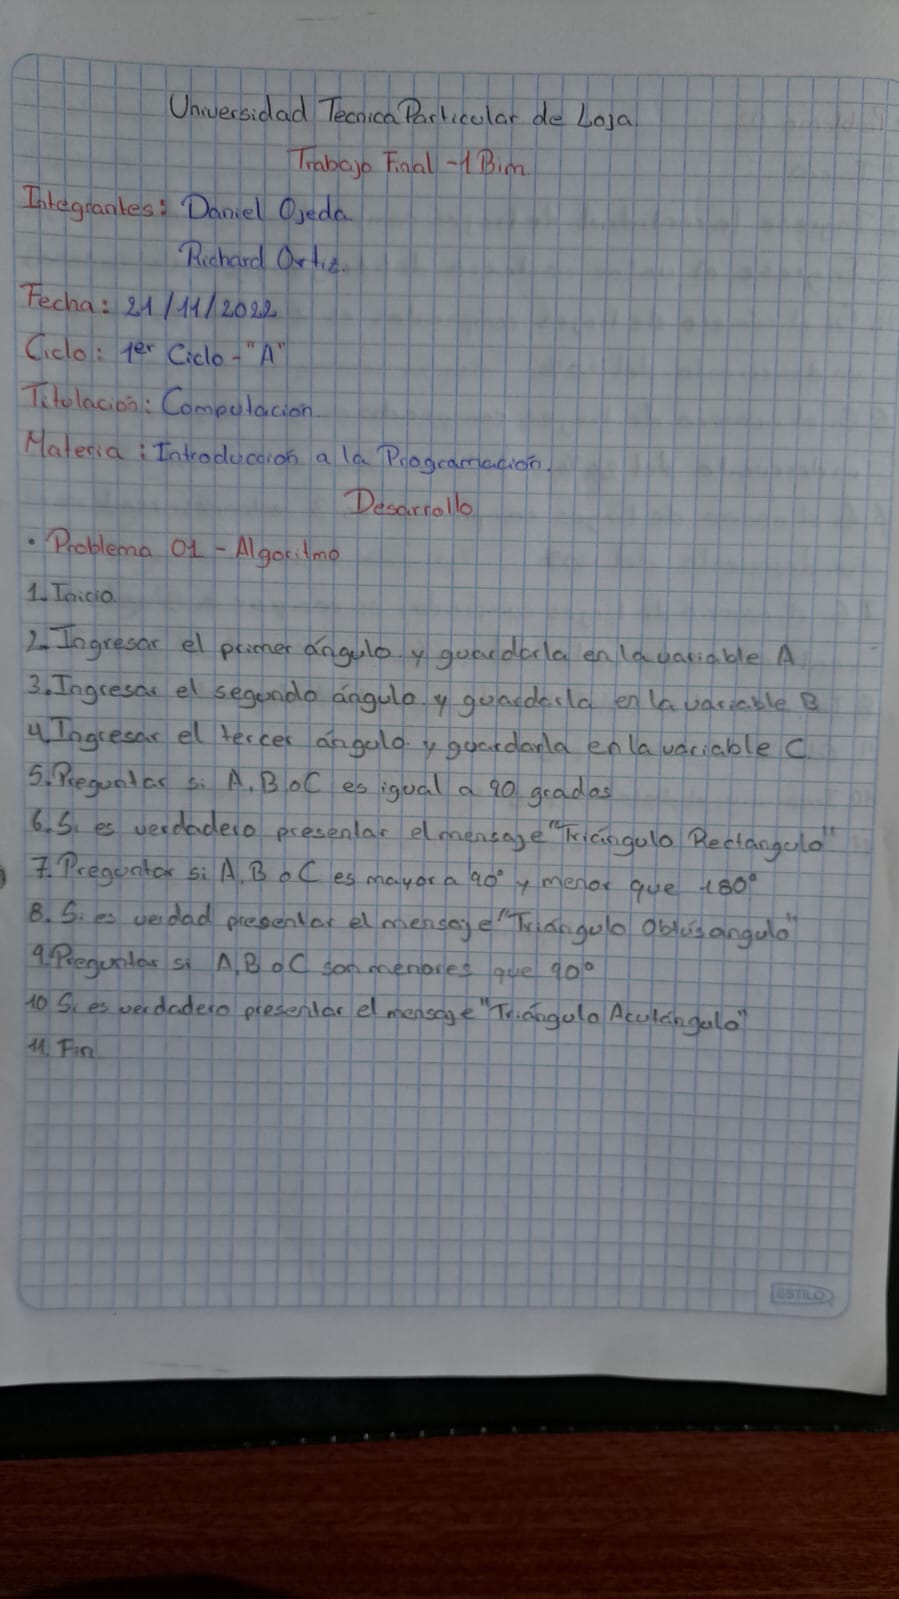 Universidad Tecnica Particular de Loja.
Trabajo Final -1 Bim
Integrantes: Daniel Ojeda.
Richard Ortiz.
Fecha: 21/11/2022
Ciclo: 1er Ciclo - "A"
Titulación: Computacion.
Materia: Introducción a la Programación.
Desarrollo
• Problema 01 - Algoritmo
1. Inicio
2. Ingresar el primer ángulo y guardarla en la variable A
3. Ingresar el segundo ángulo y guardarla en la variable B
4. Ingresar el tercer ángulo y guardarla en la variable C
5. Preguntar si A, B o C es igual a 90 grados
6. Si es verdadero presentar el mensaje "Triángulo Rectangulo"
7. Preguntar si A, B o C es mayor a 90° y menor que 180°
8. Si es verdad presentar el mensaje "Triángulo Obtusangulo"
9. Preguntar si A, B o C son menores que 90°
10 Si es verdadero presentar el mensaje "Triángulo Acutángulo"
11. Fin
ESTILO